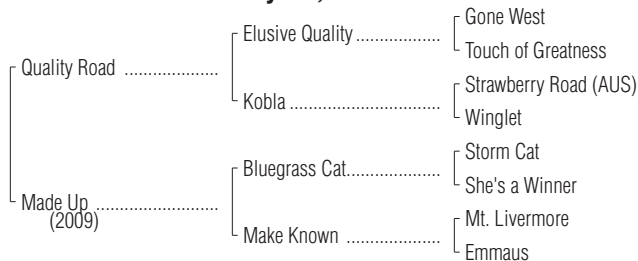 Gone West
Elusive Quality ..................
Touch of Greatness
Quality Road ....................
Strawberry Road (AUS)
Kobla ................................
Winglet
Storm Cat
Bluegrass Cat....................
She's a Winner
Made Up ..........................
(2009)
Mt. Livermore
Make Known ....................
Emmaus